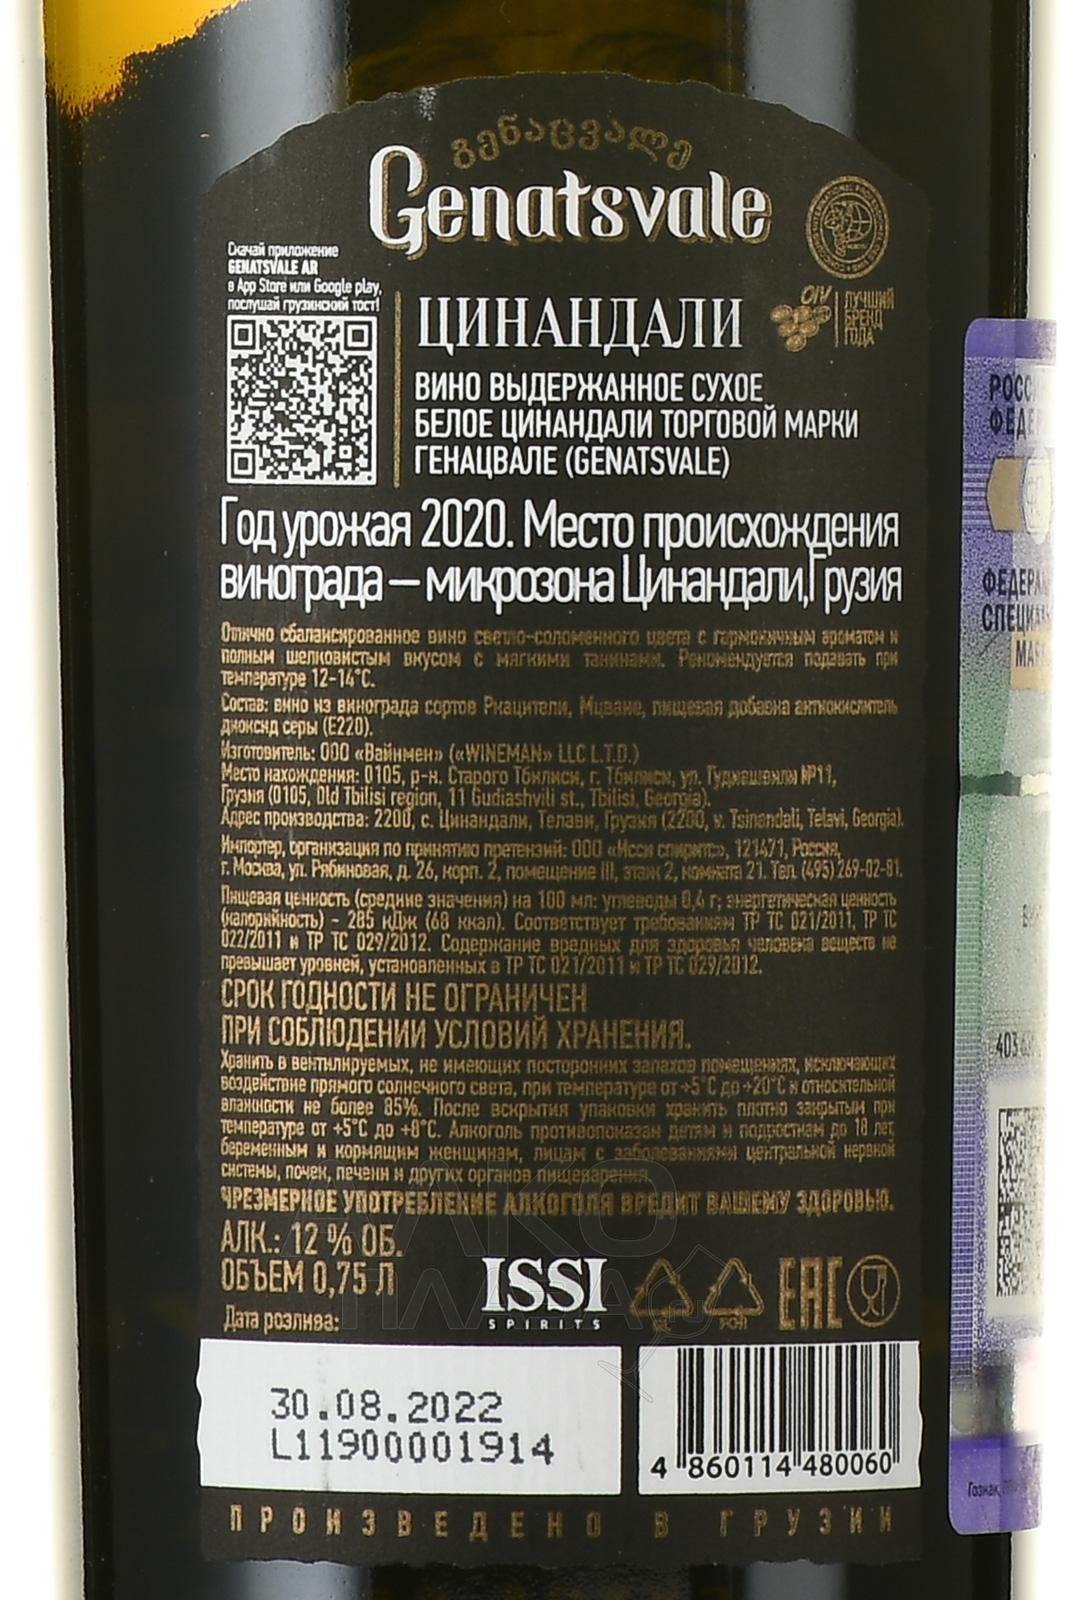 გენაცვალე
Genatsvale
Скачай приложение
GENATSVALE AR
в App Store или Google play,
послушай грузинский тост!
ЦИНАНДАЛИ
OIV
ЛУЧШИЙ
БРЕНД
ГОДА
ВИНО ВЫДЕРЖАННОЕ СУХОЕ
БЕЛОЕ ЦИНАНДАЛИ ТОРГОВОЙ МАРКИ
ГЕНАЦВАЛЕ (GENATSVALE)
Год урожая 2020. Место происхождения
винограда – микрозона Цинандали, Грузия
Отлично сбалансированное вино светло-соломенного цвета с гармоничным ароматом и
полным шелковистым вкусом с мягкими танинами. Рекомендуется подавать при
температуре 12-14°С.
Состав: вино из винограда сортов Ркацители, Мцване, пищевая добавка антиокислитель
диоксид серы (Е220).
Изготовитель: ООО «Вайнмен» («WINEMAN» LLC L.T.D.)
Место нахождения: 0105, р-н. Старого Тбилиси, г. Тбилиси, ул. Гудиашвили №11,
Грузия (0105, Old Tbilisi region, 11 Gudiashvili st., Tbilisi, Georgia).
Адрес производства: 2200, с. Цинандали, Телави, Грузия (2200, v. Tsinandali, Telavi, Georgia).
Импортер, организация по принятию претензий: ООО «Исси спиритс», 121471, Россия,
г. Москва, ул. Рябиновая, д. 26, корп. 2, помещение III, этаж 2, комната 21. Тел. (495) 269-02-81.
Пищевая ценность (средние значения) на 100 мл: углеводы 0,4 г; энергетическая ценность
(калорийность) - 285 кДж (68 ккал). Соответствует требованиям ТР ТС 021/2011, ТР ТС
022/2011 и ТР ТС 029/2012. Содержание вредных для здоровья человека веществ не
превышает уровней, установленных в ТР ТС 021/2011 и ТР ТС 029/2012.
СРОК ГОДНОСТИ НЕ ОГРАНИЧЕН
ПРИ СОБЛЮДЕНИИ УСЛОВИЙ ХРАНЕНИЯ.
Хранить в вентилируемых, не имеющих посторонних запахов помещениях, исключающих
воздействие прямого солнечного света, при температуре от +5°С до +20°С и относительной
влажности не более 85%. После вскрытия упаковки хранить плотно закрытым при
температуре от +5°С до +8°С. Алкоголь противопоказан детям и подросткам до 18 лет,
беременным и кормящим женщинам, лицам с заболеваниями центральной нервной
системы, почек, печени и других органов пищеварения.
ЧРЕЗМЕРНОЕ УПОТРЕБЛЕНИЕ АЛКОГОЛЯ ВРЕДИТ ВАШЕМУ ЗДОРОВЬЮ.
АЛК.: 12 % ОБ.
ОБЪЕМ 0,75 Л
ISSI
SPIRITS
EAC
Дата розлива:
30.08.2022
L11900001914
4 860114 480060
ПРОИЗВЕДЕНО В ГРУЗИИ
РОССИ
ФЕДЕР
ФЕДЕРА
СПЕЦИА
МАР
Гознак,